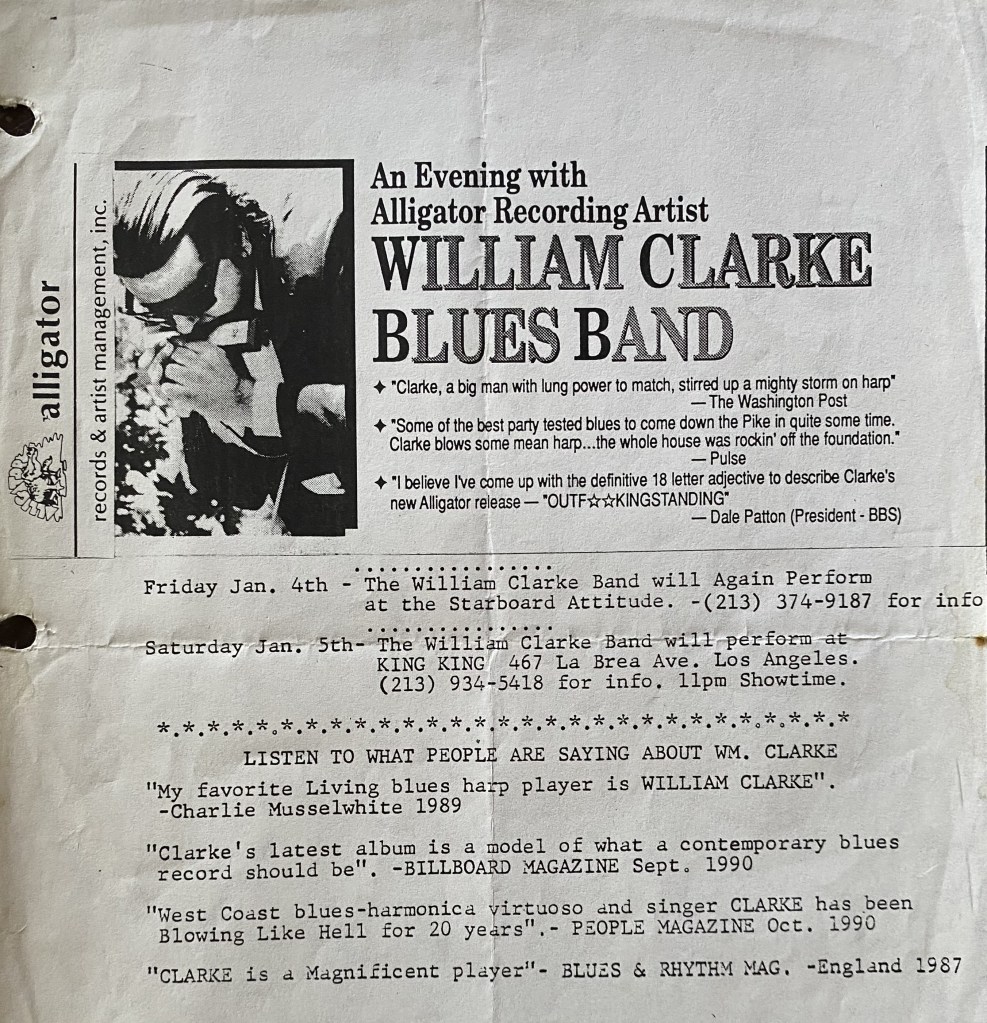 alligator
records & artist management, inc.
An Evening with
Alligator Recording Artist
WILLIAM CLARKE
BLUES BAND
✦ "Clarke, a big man with lung power to match, stirred up a mighty storm on harp"
— The Washington Post
✦ "Some of the best party tested blues to come down the Pike in quite some time.
Clarke blows some mean harp...the whole house was rockin' off the foundation."
— Pulse
✦ "I believe I've come up with the definitive 18 letter adjective to describe Clarke's
new Alligator release — "OUTF☆☆KINGSTANDING"
— Dale Patton (President - BBS)
Friday Jan. 4th - The William Clarke Band will Again Perform
at the Starboard Attitude. -(213) 374-9187 for info
Saturday Jan. 5th- The William Clarke Band will perform at
KING KING 467 La Brea Ave. Los Angeles.
(213) 934-5418 for info. 11pm Showtime.
*.*.*.*.*.*.*.*.*.*.*.*.*.*.*.*.*.*.*.*.*.*.*.*.*.*.*.*.*
LISTEN TO WHAT PEOPLE ARE SAYING ABOUT WM. CLARKE
"My favorite Living blues harp player is WILLIAM CLARKE".
-Charlie Musselwhite 1989
"Clarke's latest album is a model of what a contemporary blues
record should be". -BILLBOARD MAGAZINE Sept. 1990
"West Coast blues-harmonica virtuoso and singer CLARKE has been
Blowing Like Hell for 20 years".- PEOPLE MAGAZINE Oct. 1990
"CLARKE is a Magnificent player"- BLUES & RHYTHM MAG. -England 1987